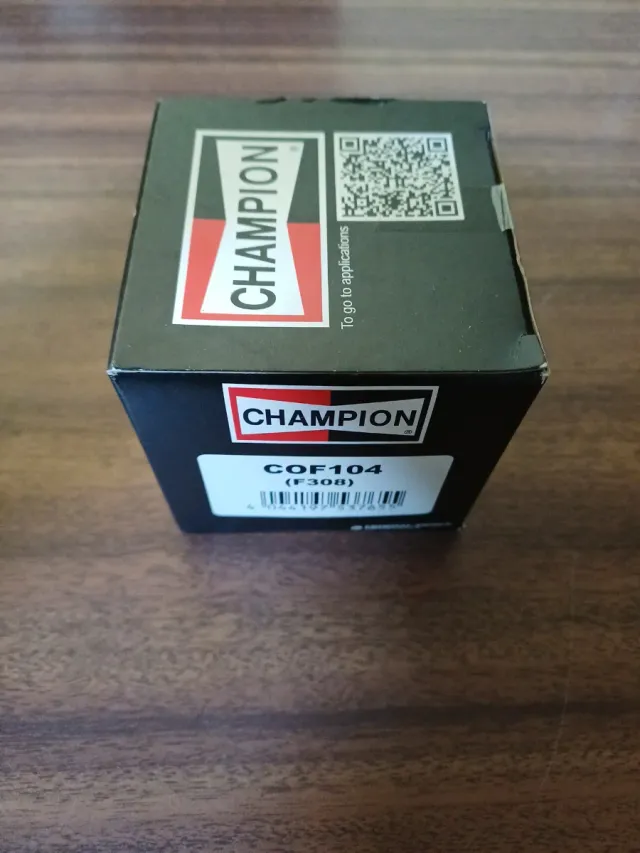 CHAMPION
®
To go to applications
CHAMPION
®
COF104
(F308)